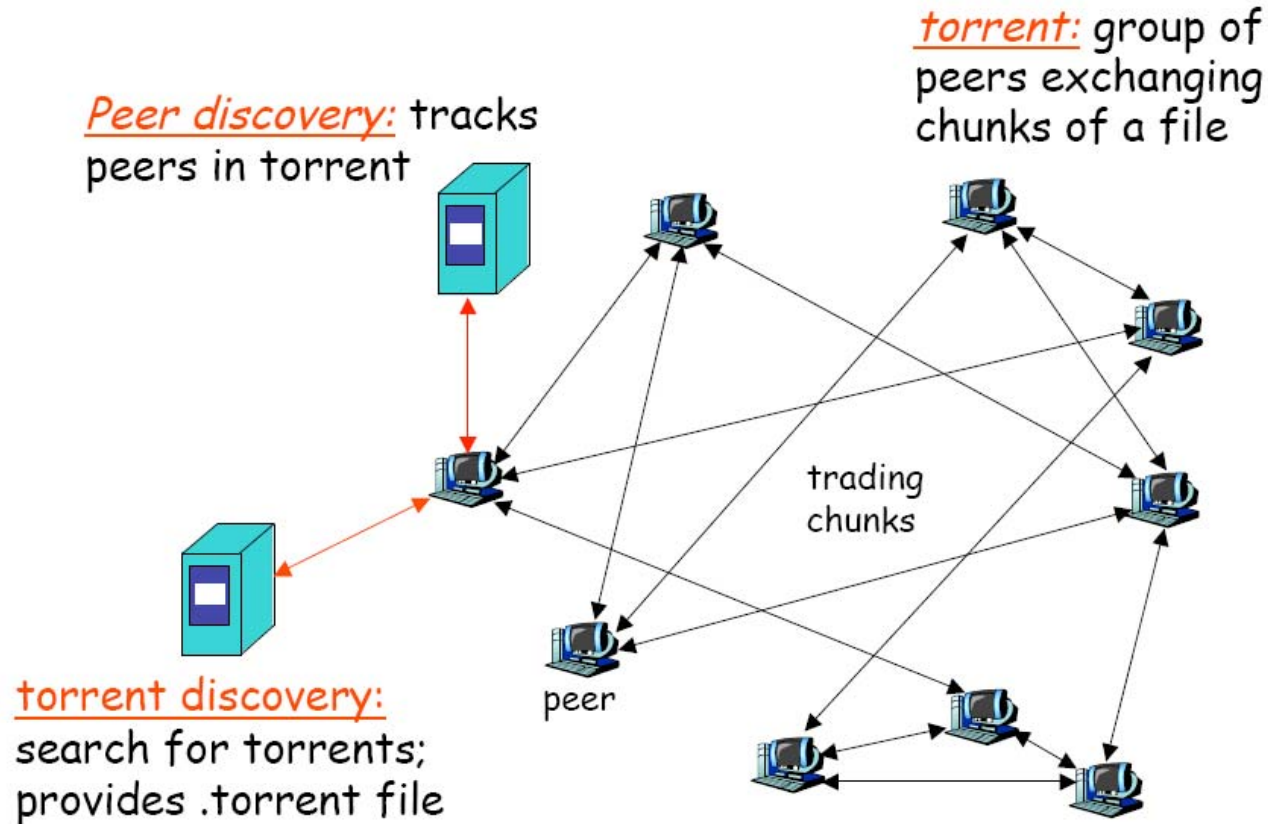 Peer discovery: tracks
peers in torrent
torrent: group of
peers exchanging
chunks of a file
trading
chunks
peer
torrent discovery:
search for torrents;
provides .torrent file